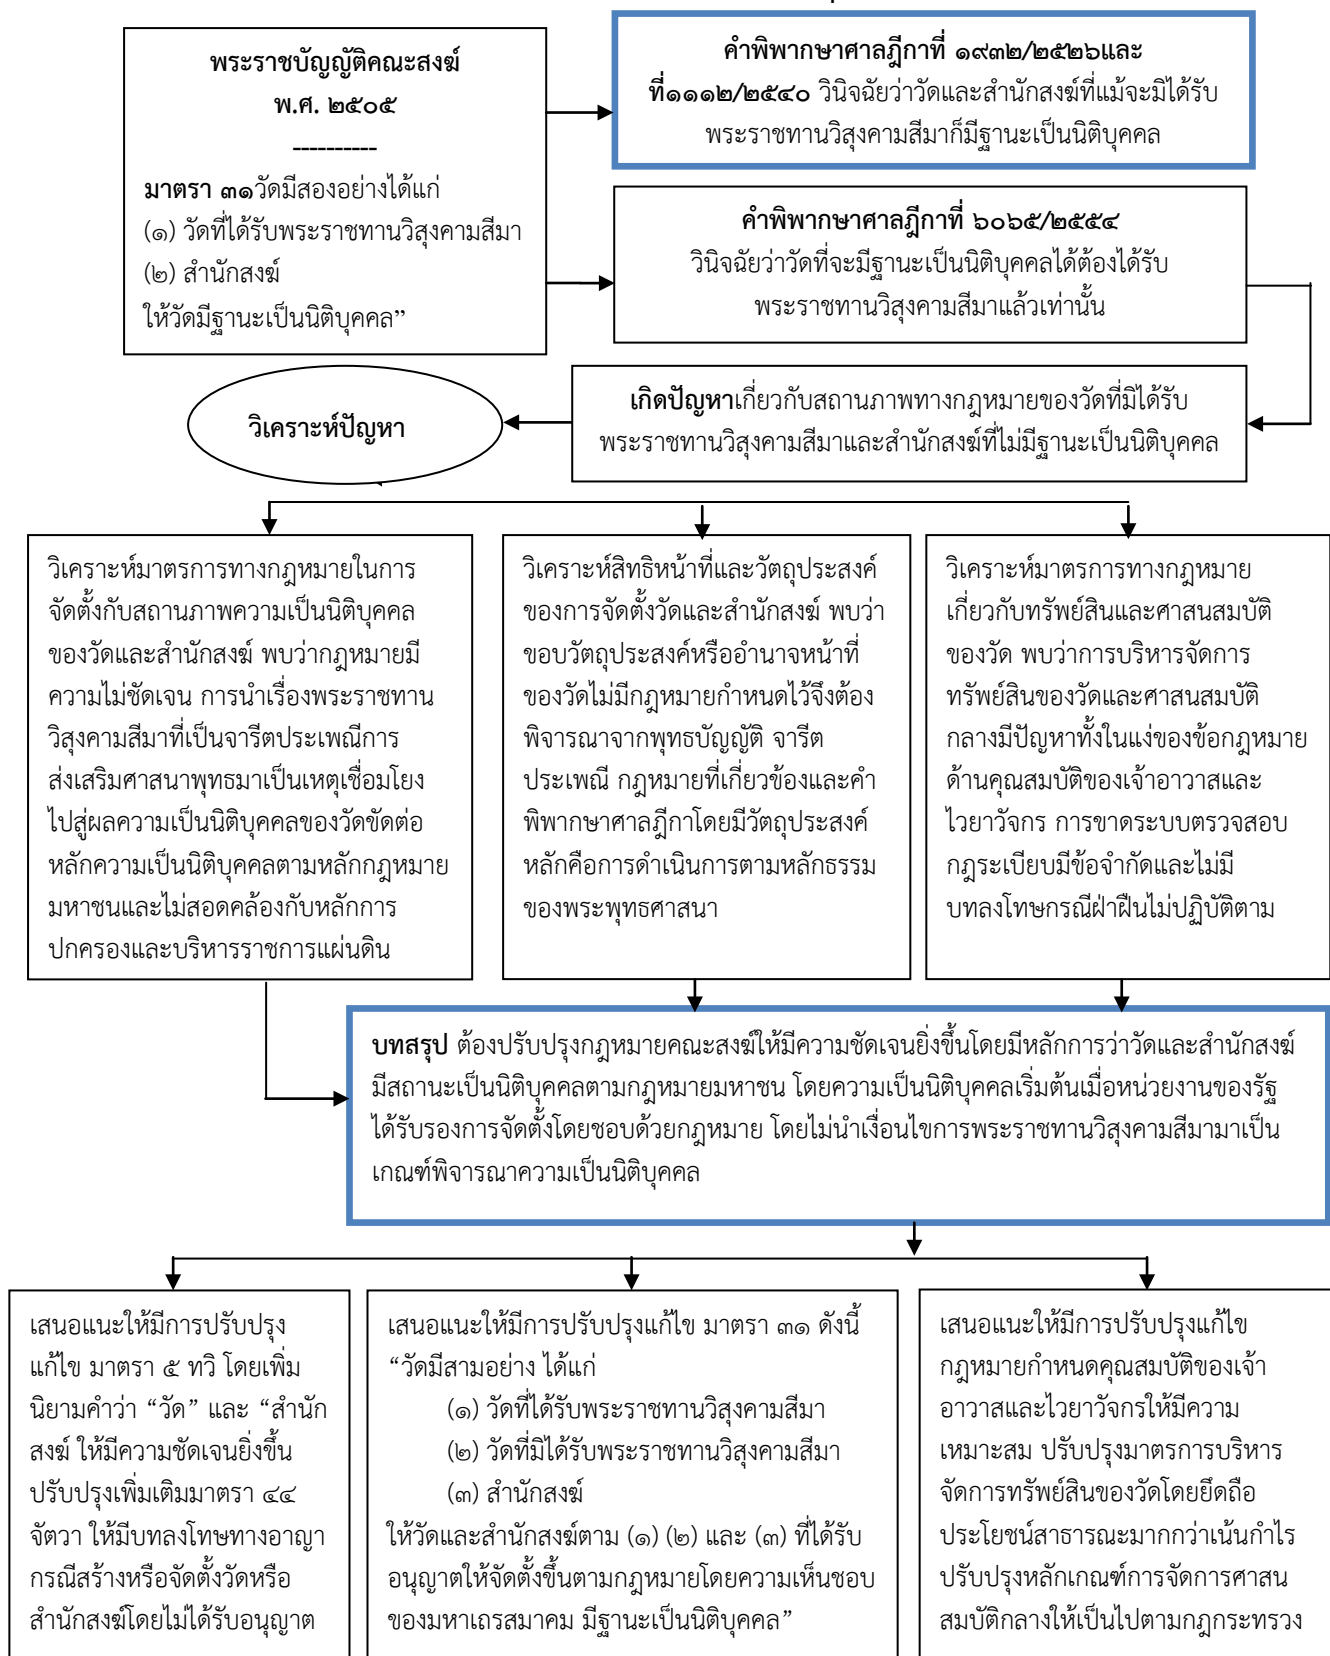 พระราชบัญญัติคณะสงฆ์
พ.ศ. ๒๕๐๕
----------
มาตรา ๓๑วัดมีสองอย่างได้แก่
(๑) วัดที่ได้รับพระราชทานวิสุงคามสีมา
(๒) สำนักสงฆ์
ให้วัดมีฐานะเป็นนิติบุคคล”
คำพิพากษาศาลฎีกาที่ ๑๙๓๒/๒๕๒๖และ
ที่๑๑๑๒/๒๕๔๐ วินิจฉัยว่าวัดและสำนักสงฆ์ที่แม้จะมิได้รับ
พระราชทานวิสุงคามสีมาก็มีฐานะเป็นนิติบุคคล
คำพิพากษาศาลฎีกาที่ ๖๐๖๕/๒๕๕๔
วินิจฉัยว่าวัดที่จะมีฐานะเป็นนิติบุคคลได้ต้องได้รับ
พระราชทานวิสุงคามสีมาแล้วเท่านั้น
เกิดปัญหาเกี่ยวกับสถานภาพทางกฎหมายของวัดที่มิได้รับ
พระราชทานวิสุงคามสีมาและสำนักสงฆ์ที่ไม่มีฐานะเป็นนิติบุคคล
วิเคราะห์ปัญหา
วิเคราะห์มาตรการทางกฎหมายในการ
จัดตั้งกับสถานภาพความเป็นนิติบุคคล
ของวัดและสำนักสงฆ์ พบว่ากฎหมายมี
ความไม่ชัดเจน การนำเรื่องพระราชทาน
วิสุงคามสีมาที่เป็นจารีตประเพณีการ
ส่งเสริมศาสนาพุทธมาเป็นเหตุเชื่อมโยง
ไปสู่ผลความเป็นนิติบุคคลของวัดขัดต่อ
หลักความเป็นนิติบุคคลตามหลักกฎหมาย
มหาชนและไม่สอดคล้องกับหลักการ
ปกครองและบริหารราชการแผ่นดิน
วิเคราะห์สิทธิหน้าที่และวัตถุประสงค์
ของการจัดตั้งวัดและสำนักสงฆ์ พบว่า
ขอบวัตถุประสงค์หรืออำนาจหน้าที่
ของวัดไม่มีกฎหมายกำหนดไว้จึงต้อง
พิจารณาจากพุทธบัญญัติ จารีต
ประเพณี กฎหมายที่เกี่ยวข้องและคำ
พิพากษาศาลฎีกาโดยมีวัตถุประสงค์
หลักคือการดำเนินการตามหลักธรรม
ของพระพุทธศาสนา
วิเคราะห์มาตรการทางกฎหมาย
เกี่ยวกับทรัพย์สินและศาสนสมบัติ
ของวัด พบว่าการบริหารจัดการ
ทรัพย์สินของวัดและศาสนสมบัติ
กลางมีปัญหาทั้งในแง่ของข้อกฎหมาย
ด้านคุณสมบัติของเจ้าอาวาสและ
ไวยาวัจกร การขาดระบบตรวจสอบ
กฎระเบียบมีข้อจำกัดและไม่มี
บทลงโทษกรณีฝ่าฝืนไม่ปฏิบัติตาม
บทสรุป ต้องปรับปรุงกฎหมายคณะสงฆ์ให้มีความชัดเจนยิ่งขึ้นโดยมีหลักการว่าวัดและสำนักสงฆ์
มีสถานะเป็นนิติบุคคลตามกฎหมายมหาชน โดยความเป็นนิติบุคคลเริ่มต้นเมื่อหน่วยงานของรัฐ
ได้รับรองการจัดตั้งโดยชอบด้วยกฎหมาย โดยไม่นำเงื่อนไขการพระราชทานวิสุงคามสีมามาเป็น
เกณฑ์พิจารณาความเป็นนิติบุคคล
เสนอแนะให้มีการปรับปรุง
แก้ไข มาตรา ๕ ทวิ โดยเพิ่ม
นิยามคำว่า “วัด” และ “สำนัก
สงฆ์ ให้มีความชัดเจนยิ่งขึ้น
ปรับปรุงเพิ่มเติมมาตรา ๔๔
จัตวา ให้มีบทลงโทษทางอาญา
กรณีสร้างหรือจัดตั้งวัดหรือ
สำนักสงฆ์โดยไม่ได้รับอนุญาต
เสนอแนะให้มีการปรับปรุงแก้ไข มาตรา ๓๑ ดังนี้
“วัดมีสามอย่าง ได้แก่
(๑) วัดที่ได้รับพระราชทานวิสุงคามสีมา
(๒) วัดที่มิได้รับพระราชทานวิสุงคามสีมา
(๓) สำนักสงฆ์
ให้วัดและสำนักสงฆ์ตาม (๑) (๒) และ (๓) ที่ได้รับ
อนุญาตให้จัดตั้งขึ้นตามกฎหมายโดยความเห็นชอบ
ของมหาเถรสมาคม มีฐานะเป็นนิติบุคคล”
เสนอแนะให้มีการปรับปรุงแก้ไข
กฎหมายกำหนดคุณสมบัติของเจ้า
อาวาสและไวยาวัจกรให้มีความ
เหมาะสม ปรับปรุงมาตรการบริหาร
จัดการทรัพย์สินของวัดโดยยึดถือ
ประโยชน์สาธารณะมากกว่าเน้นกำไร
ปรับปรุงหลักเกณฑ์การจัดการศาสน
สมบัติกลางให้เป็นไปตามกฎกระทรวง